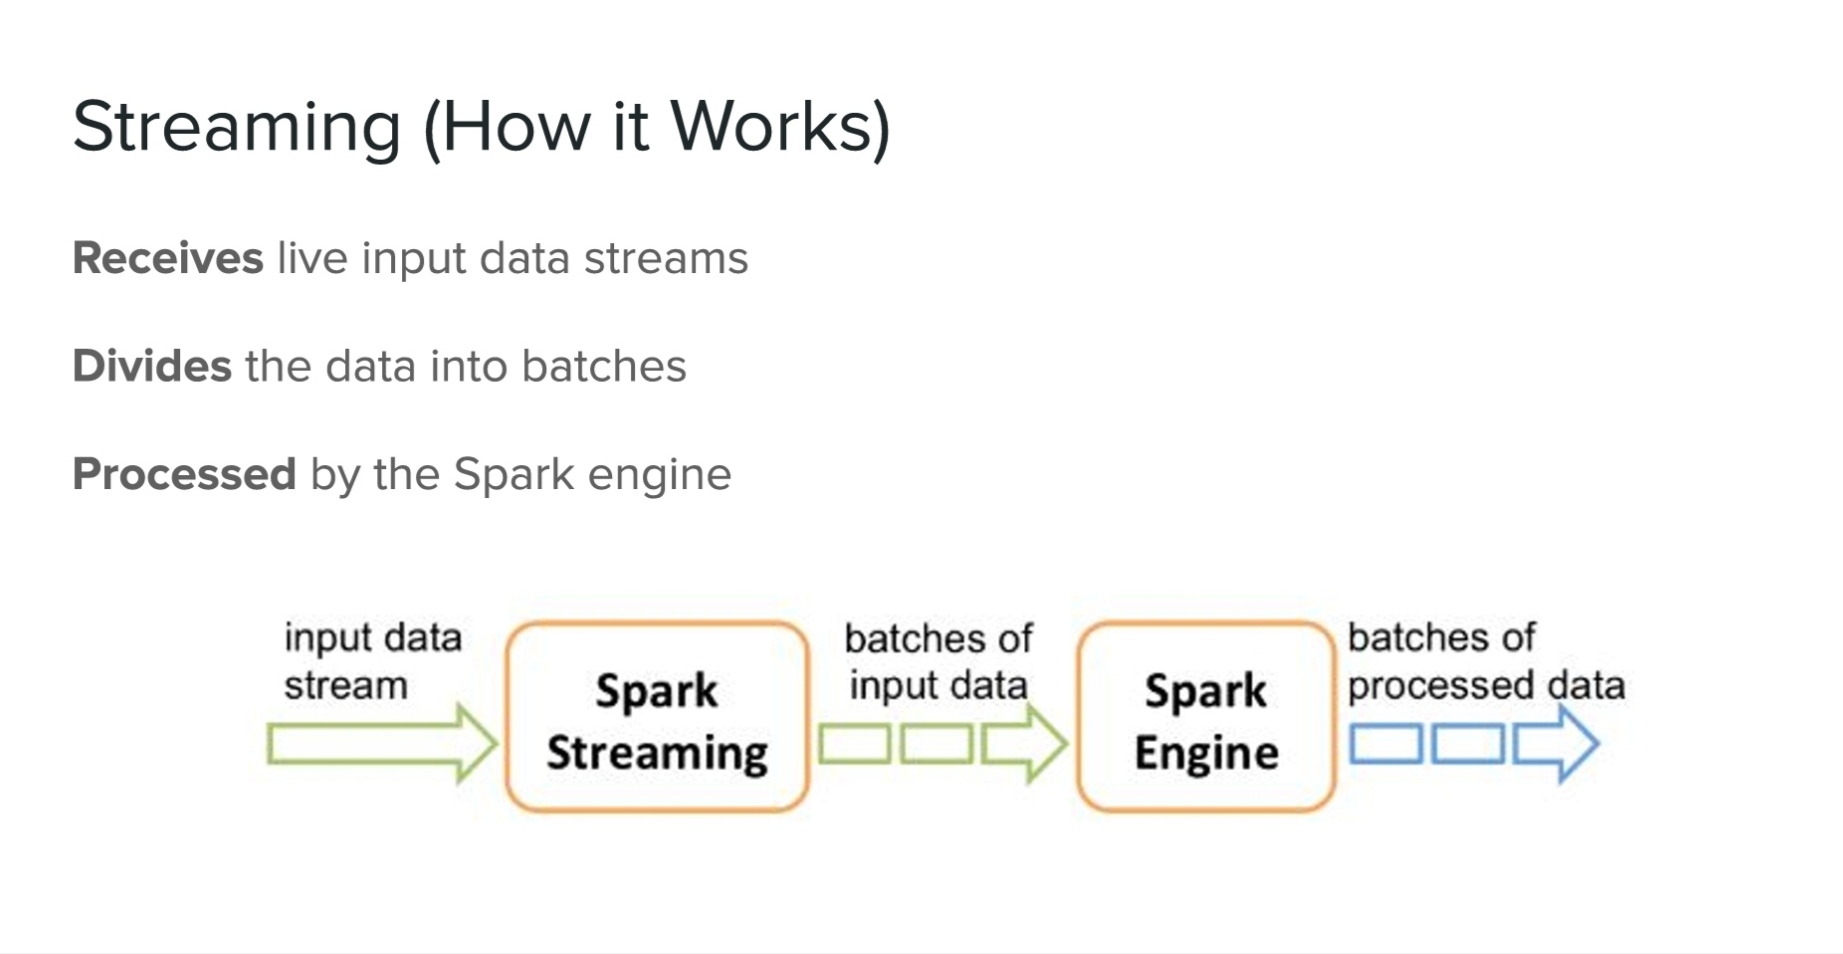 Streaming (How it Works)
Receives live input data streams
Divides the data into batches
Processed by the Spark engine
input data
stream
Spark
Streaming
batches of
input data
Spark
Engine
batches of
processed data